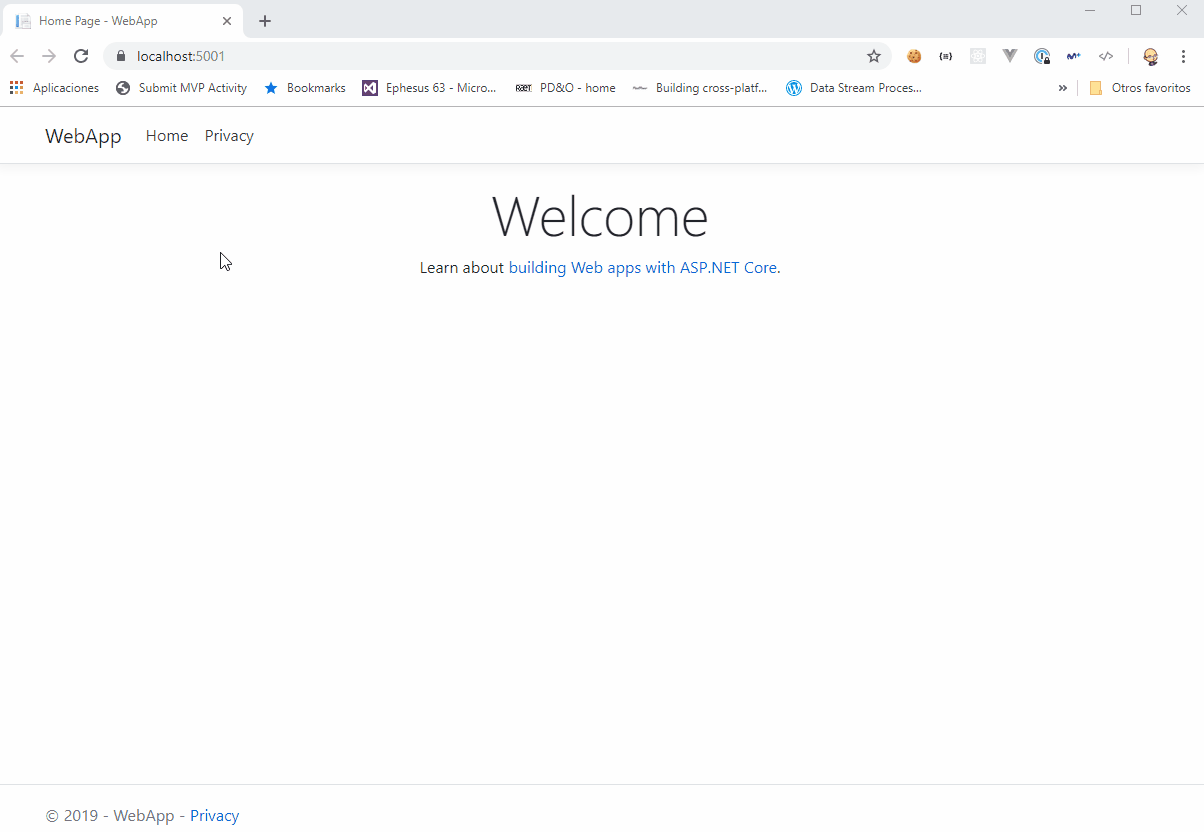 Home Page - WebApp
localhost:5001
Aplicaciones Submit MVP Activity Bookmarks Ephesus 63 - Micro... PD&O - home Building cross-platf... Data Stream Proces... » Otros favoritos
WebApp Home Privacy
Welcome
Learn about building Web apps with ASP.NET Core.
© 2019 - WebApp - Privacy